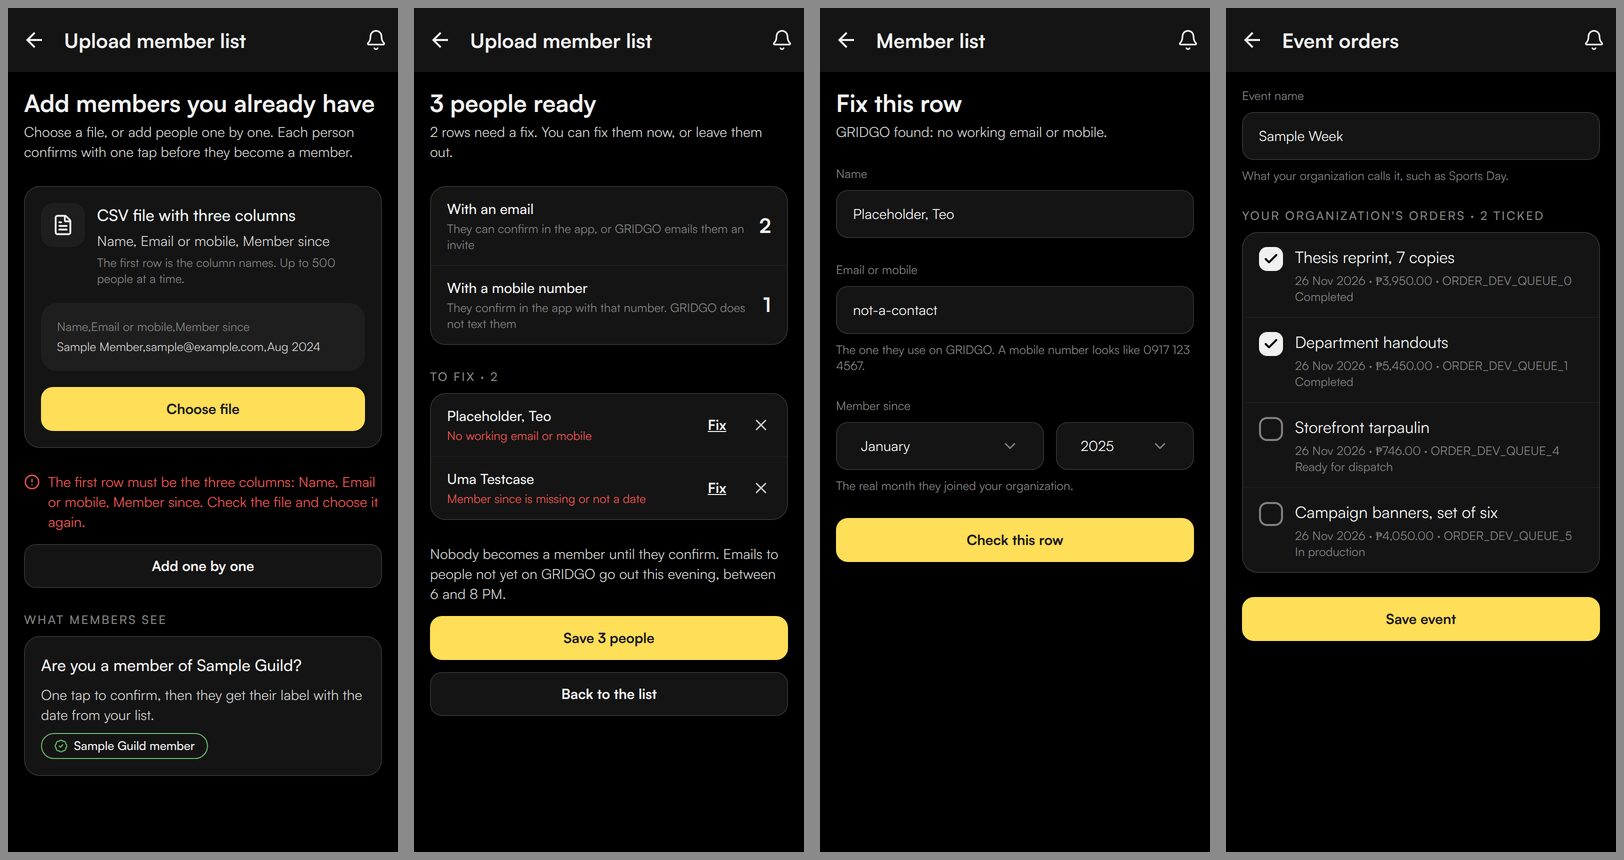 Upload member list
Add members you already have
Choose a file, or add people one by one. Each person
confirms with one tap before they become a member.
CSV file with three columns
Name, Email or mobile, Member since
The first row is the column names. Up to 500
people at a time.
Name,Email or mobile,Member since
Sample Member,sample@example.com,Aug 2024
Choose file
The first row must be the three columns: Name, Email
or mobile, Member since. Check the file and choose it
again.
Add one by one
WHAT MEMBERS SEE
Are you a member of Sample Guild?
One tap to confirm, then they get their label with the
date from your list.
Sample Guild member
Upload member list
3 people ready
2 rows need a fix. You can fix them now, or leave them
out.
With an email
They can confirm in the app, or GRIDGO emails them an
invite
2
With a mobile number
They confirm in the app with that number. GRIDGO does
not text them
1
TO FIX • 2
Placeholder, Teo
No working email or mobile
Fix
Uma Testcase
Member since is missing or not a date
Fix
Nobody becomes a member until they confirm. Emails to
people not yet on GRIDGO go out this evening, between
6 and 8 PM.
Save 3 people
Back to the list
Member list
Fix this row
GRIDGO found: no working email or mobile.
Name
Placeholder, Teo
Email or mobile
not-a-contact
The one they use on GRIDGO. A mobile number looks like 0917 123
4567.
Member since
January
2025
The real month they joined your organization.
Check this row
Event orders
Event name
Sample Week
What your organization calls it, such as Sports Day.
YOUR ORGANIZATION'S ORDERS • 2 TICKED
Thesis reprint, 7 copies
26 Nov 2026 • ₱3,950.00 • ORDER_DEV_QUEUE_0
Completed
Department handouts
26 Nov 2026 • ₱5,450.00 • ORDER_DEV_QUEUE_1
Completed
Storefront tarpaulin
26 Nov 2026 • ₱746.00 • ORDER_DEV_QUEUE_4
Ready for dispatch
Campaign banners, set of six
26 Nov 2026 • ₱4,050.00 • ORDER_DEV_QUEUE_5
In production
Save event